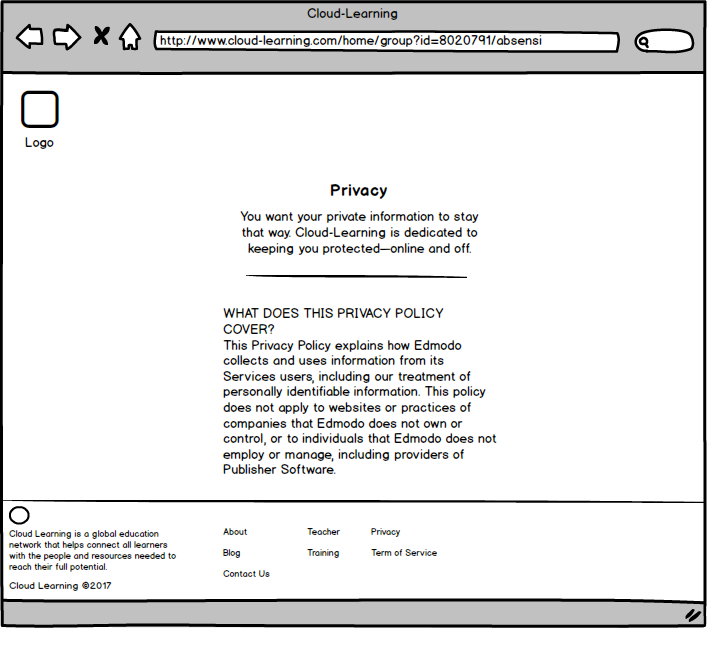 Cloud-Learning
http://www.cloud-learning.com/home/group?id=8020791/absensi
Logo
Privacy
You want your private information to stay
that way. Cloud-Learning is dedicated to
keeping you protected—online and off.
WHAT DOES THIS PRIVACY POLICY
COVER?
This Privacy Policy explains how Edmodo
collects and uses information from its
Services users, including our treatment of
personally identifiable information. This policy
does not apply to websites or practices of
companies that Edmodo does not own or
control, or to individuals that Edmodo does not
employ or manage, including providers of
Publisher Software.
Cloud Learning is a global education
network that helps connect all learners
with the people and resources needed to
reach their full potential.
Cloud Learning ©2017
About
Teacher
Privacy
Blog
Training
Term of Service
Contact Us